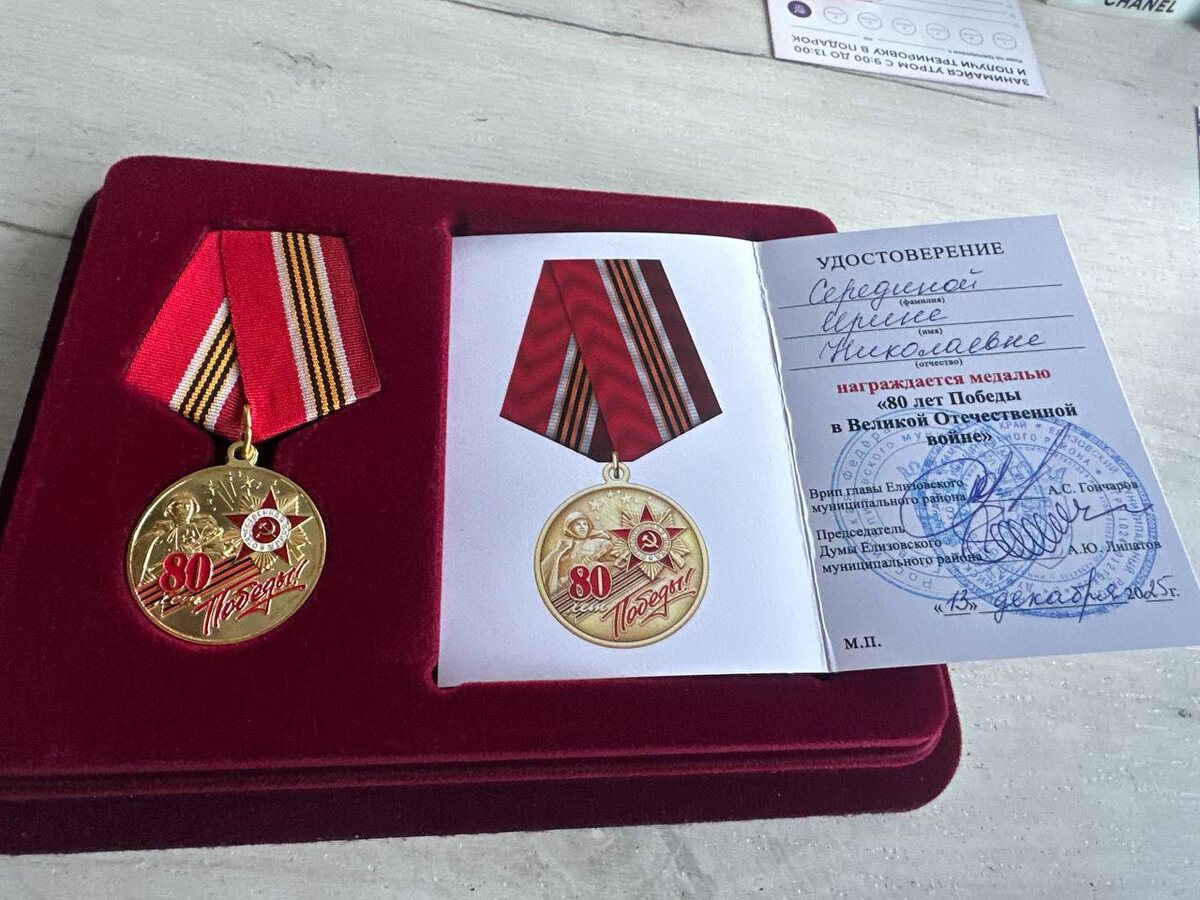 CHANEL
ЗАНИМАЙСЯ УТРОМ С 9:00 ДО 13:00
И ПОЛУЧИ ТРЕНИРОВКУ В ПОДАРОК
80
лет
Победы!
80
лет
Победы!
УДОСТОВЕРЕНИЕ
Серединой
(фамилия)
Ирине
(имя)
Николаевне
(отчество)
награждается медалью
«80 лет Победы
в Великой Отечественной
войне»
Врип главы Елизовского
муниципального района А.С. Гончаров
Председатель
Думы Елизовского
муниципального района А.Ю. Липатов
«13» декабря 2025г.
М.П.